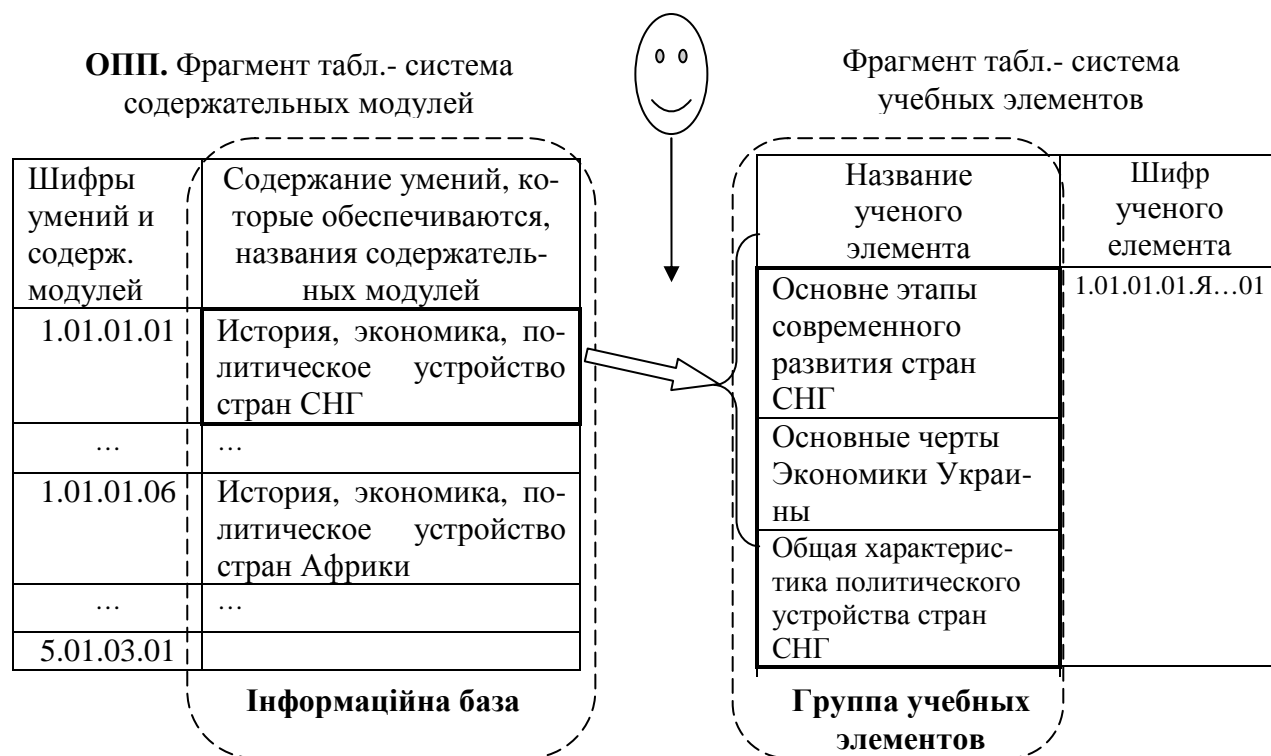 ОПП. Фрагмент табл.- система
содержательных модулей
Шифры
умений и
содерж.
модулей
Содержание умений, ко-
торые обеспечиваются,
названия содержатель-
ных модулей
1.01.01.01
История, экономика, по-
литическое устройство
стран СНГ
…
…
1.01.01.06
История, экономика, по-
литическое устройство
стран Африки
…
…
5.01.03.01
Інформаційна база
Фрагмент табл.- система
учебных элементов
Название
ученого
элемента
Шифр
ученого
елемента
Основне этапы
современного
развития стран
СНГ
1.01.01.01.Я…01
Основные черты
Экономики Украи-
ны
Общая характерис-
тика политического
устройства стран
СНГ
Группа учебных
элементов